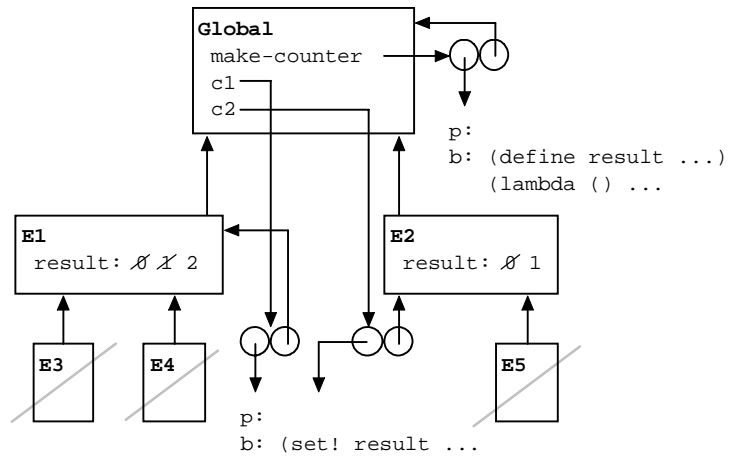 Global
make-counter
c1
c2
p:
b: (define result ...)
(lambda () ...
E1
result: 0 1 2
E2
result: 0 1
E3
E4
E5
p:
b: (set! result ...